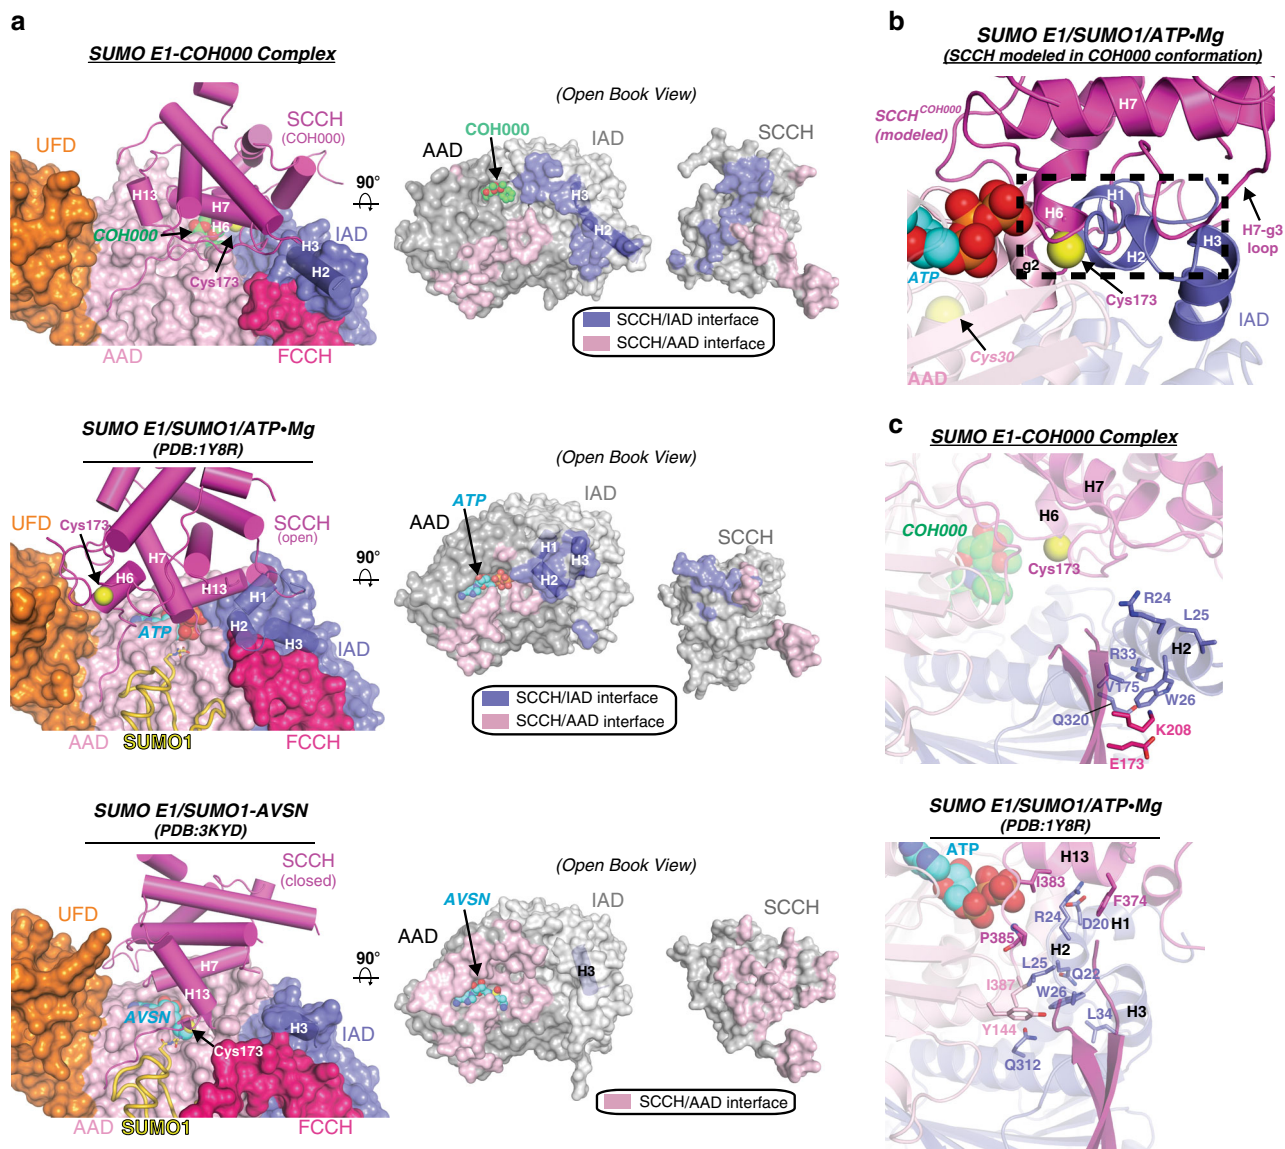 a
SUMO E1-COH000 Complex
(Open Book View)
UFD
SCCH
(COH000)
H13
H7
H6
COH000
Cys173
H3
H2
IAD
AAD
FCCH
90°
COH000
AAD
IAD
H3
H2
SCCH
SCCH/IAD interface
SCCH/AAD interface
SUMO E1/SUMO1/ATP•Mg
(PDB:1Y8R)
(Open Book View)
UFD
Cys173
SCCH
(open)
H7
H6
H13
H1
ATP
H2
H3
IAD
AAD
SUMO1
FCCH
90°
ATP
AAD
IAD
H1
H3
H2
SCCH
SCCH/IAD interface
SCCH/AAD interface
SUMO E1/SUMO1-AVSN
(PDB:3KYD)
(Open Book View)
SCCH
(closed)
UFD
H7
H13
AVSN
H3
IAD
Cys173
AAD
SUMO1
FCCH
90°
AVSN
AAD
IAD
H3
SCCH
SCCH/AAD interface
b
SUMO E1/SUMO1/ATP•Mg
(SCCH modeled in COH000 conformation)
SCCH COH000
(modeled)
H7
H6
H1
H2
H3
H7-g3
loop
g2
ATP
Cys173
IAD
Cys30
AAD
c
SUMO E1-COH000 Complex
H7
H6
COH000
Cys173
R24
L25
R33
H2
V175
W26
Q320
K208
E173
SUMO E1/SUMO1/ATP•Mg
(PDB:1Y8R)
ATP
H13
I383
F374
R24
D20
H1
P385
H2
L25
Q22
I387
W26
H3
Y144
L34
Q312